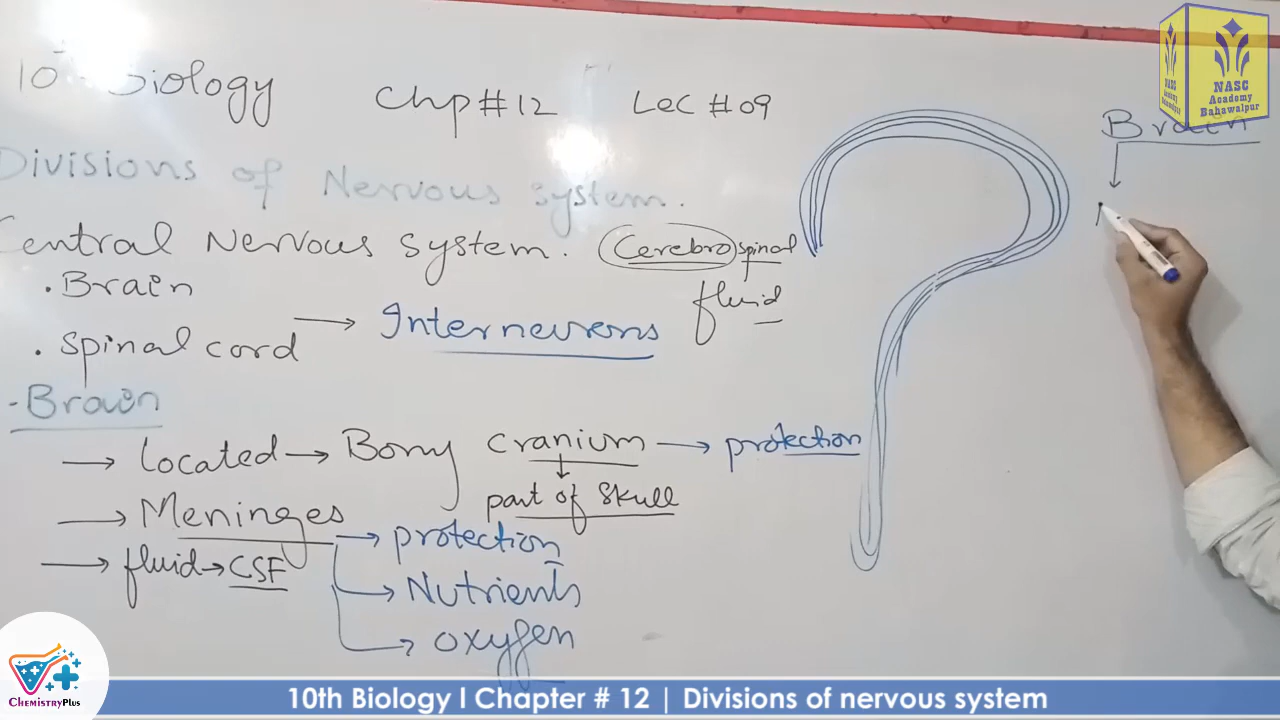 10th Biology Chp # 12 Lec # 09
Divisions of Nervous system.
Central Nervous system. Cerebrospinal
fluid
. Brain
. Spinal cord → Interneurons
- Brain
→ located → Bony cranium → protection
part of Skull
→ Meninges → protection
→ fluid → CSF
→ Nutrients
→ oxygen
Brain
NASC
Academy
Bahawalpur
ChemistryPlus
10th Biology I Chapter # 12 | Divisions of nervous system